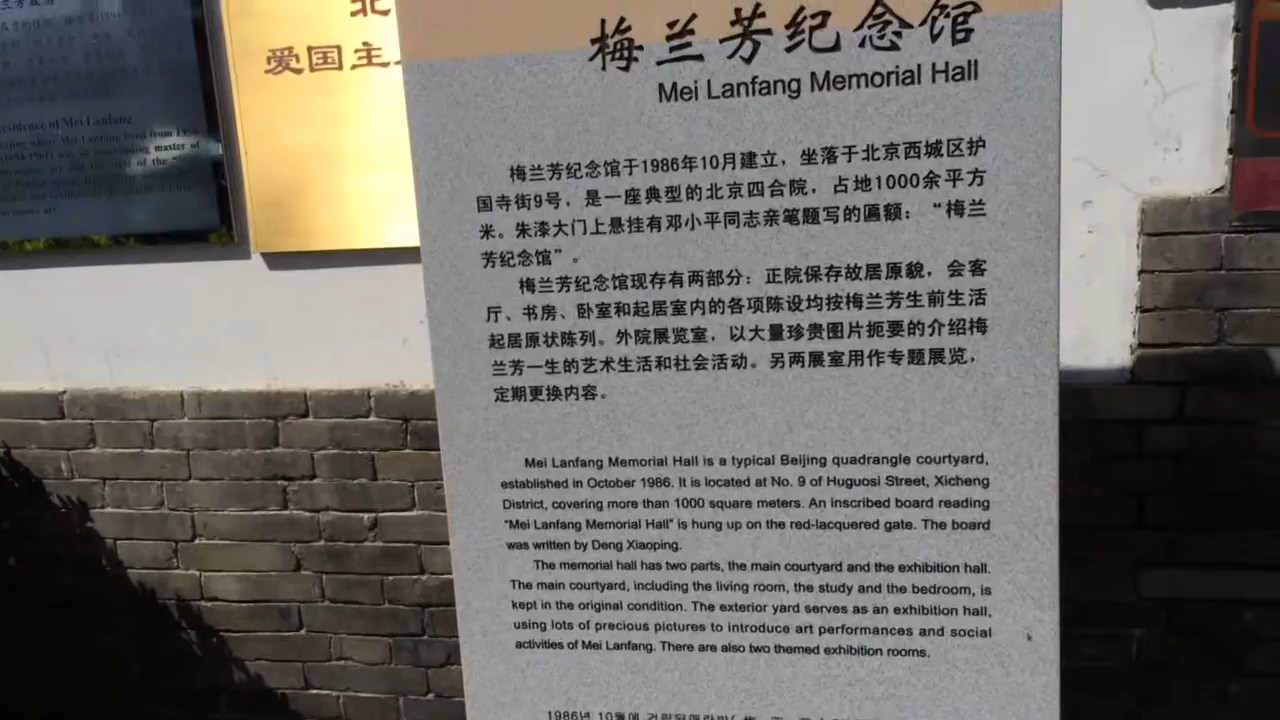 北
爱国主
Residence of Mei Lanfang
梅兰芳纪念馆
Mei Lanfang Memorial Hall
梅兰芳纪念馆于1986年10月建立，坐落于北京西城区护
国寺街9号，是一座典型的北京四合院，占地1000余平方
米。朱漆大门上悬挂有邓小平同志亲笔题写的匾额：“梅兰
芳纪念馆”。
梅兰芳纪念馆现存有两部分：正院保存故居原貌，会客
厅、书房、卧室和起居室内的各项陈设均按梅兰芳生前生活
起居原状陈列。外院展览室，以大量珍贵图片扼要的介绍梅
兰芳一生的艺术生活和社会活动。另两展室用作专题展览，
定期更换内容。
Mei Lanfang Memorial Hall is a typical Beijing quadrangle courtyard,
established in October 1986. It is located at No. 9 of Huguosi Street, Xicheng
District, covering more than 1000 square meters. An inscribed board reading
"Mei Lanfang Memorial Hall" is hung up on the red-lacquered gate. The board
was written by Deng Xiaoping.
The memorial hall has two parts, the main courtyard and the exhibition hall.
The main courtyard, including the living room, the study and the bedroom, is
kept in the original condition. The exterior yard serves as an exhibition hall,
using lots of precious pictures to introduce art performances and social
activities of Mei Lanfang. There are also two themed exhibition rooms.
1986년 10월에